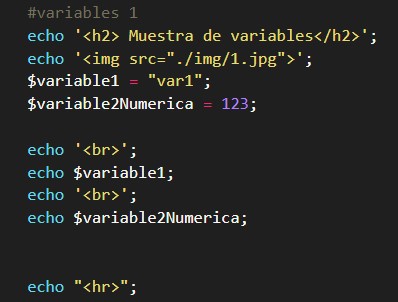 #variables 1
echo '<h2> Muestra de variables</h2>';
echo '<img src="./img/1.jpg">';
$variable1 = "var1";
$variable2Numerica = 123;
echo '<br>';
echo $variable1;
echo '<br>';
echo $variable2Numerica;
echo "<hr>";